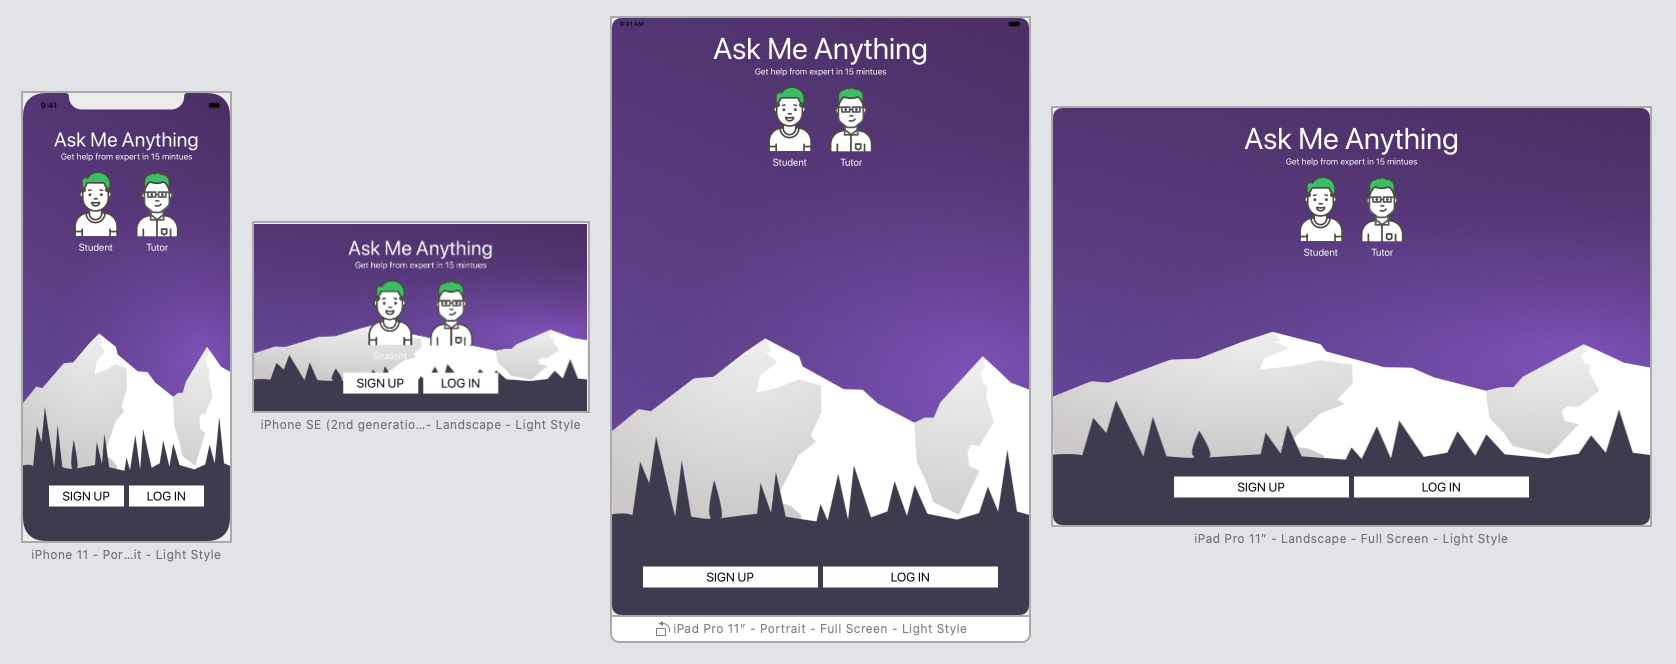 9:41
Ask Me Anything
Get help from expert in 15 mintues
Student Tutor
SIGN UP LOG IN
iPhone 11 - Por...it - Light Style
Ask Me Anything
Get help from expert in 15 mintues
Student
SIGN UP LOG IN
iPhone SE (2nd generatio...- Landscape - Light Style
9:41 AM
Ask Me Anything
Get help from expert in 15 mintues
Student Tutor
SIGN UP LOG IN
iPad Pro 11” - Portrait - Full Screen - Light Style
Ask Me Anything
Get help from expert in 15 mintues
Student Tutor
SIGN UP LOG IN
iPad Pro 11” - Landscape - Full Screen - Light Style